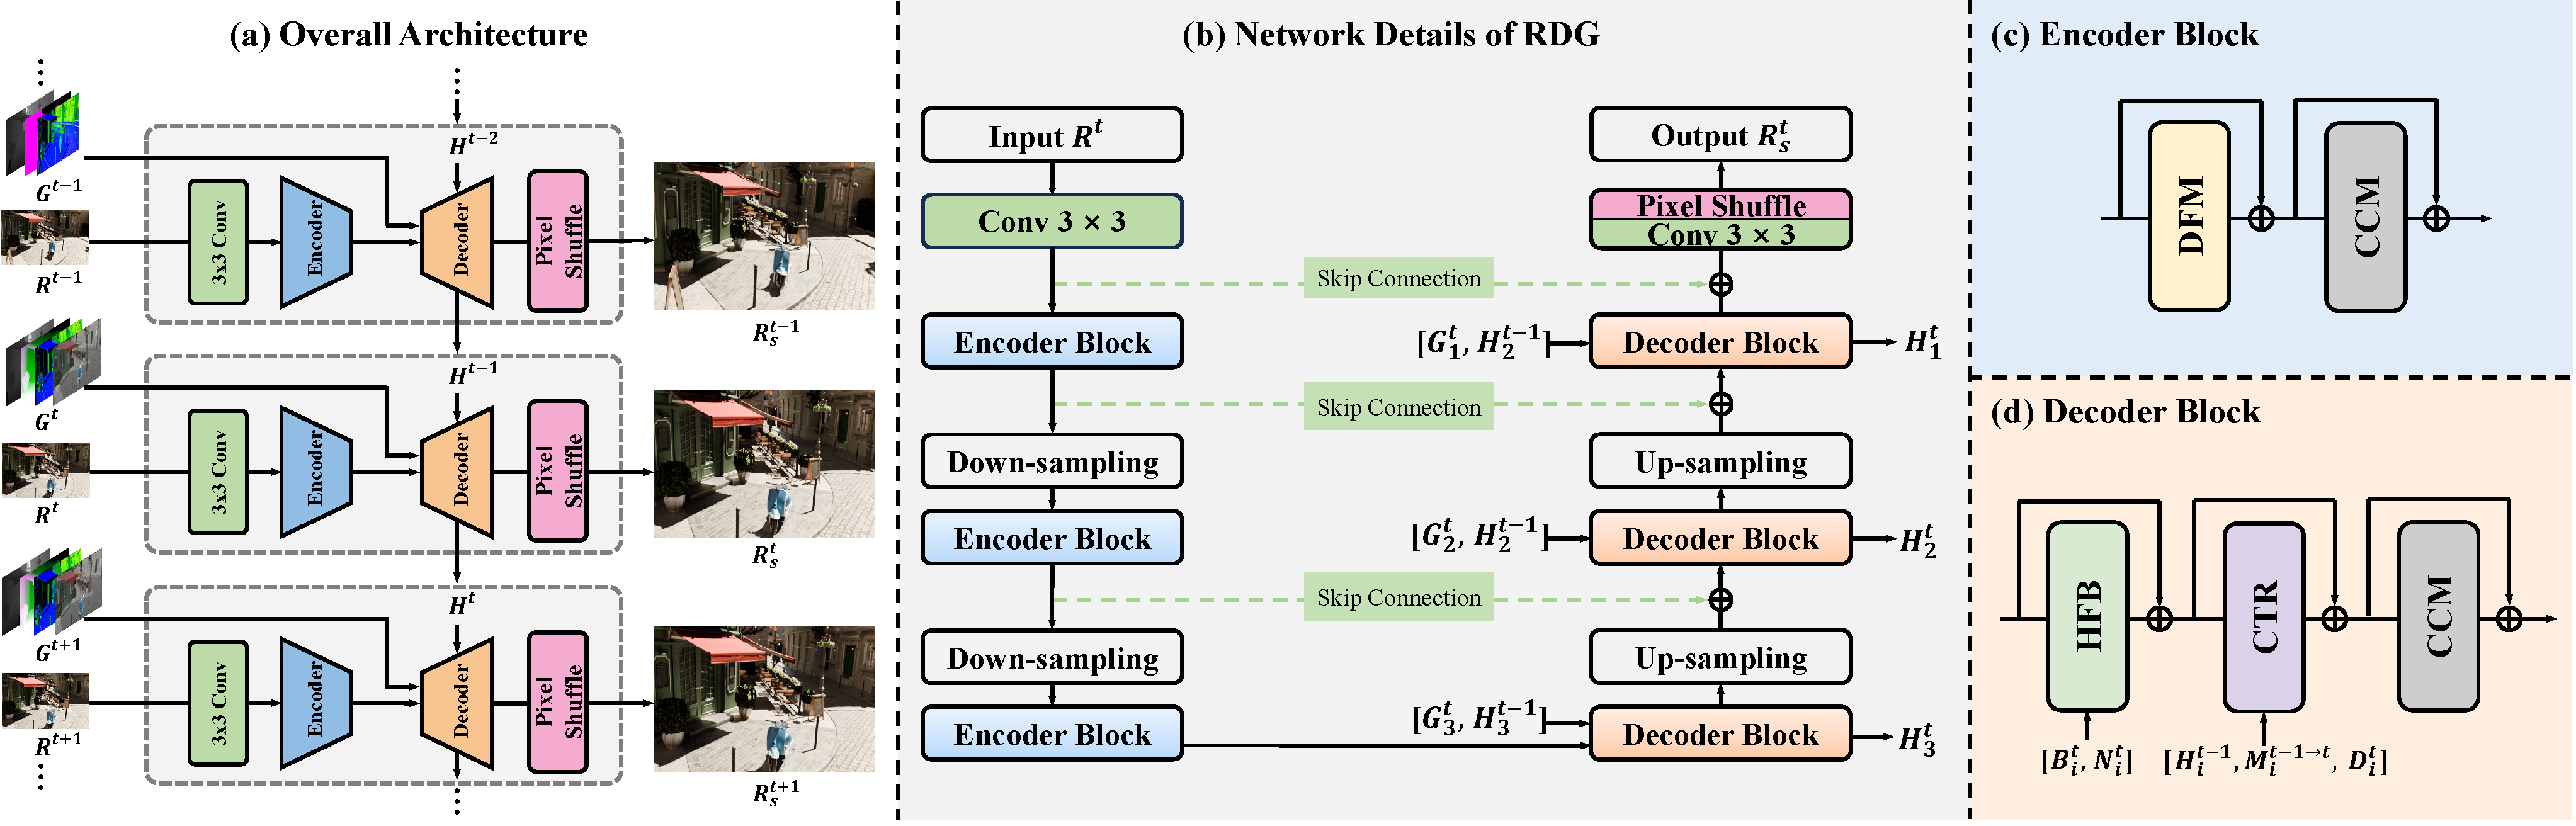 (a) Overall Architecture
H^{t-2}
G^{t-1}
R^{t-1}
3x3 Conv
Encoder
Decoder
Pixel
Shuffle
R_s^{t-1}
H^{t-1}
G^t
R^t
3x3 Conv
Encoder
Decoder
Pixel
Shuffle
R_s^t
H^t
G^{t+1}
R^{t+1}
3x3 Conv
Encoder
Decoder
Pixel
Shuffle
R_s^{t+1}
(b) Network Details of RDG
Input R^t
Conv 3 × 3
Encoder Block
Down-sampling
Encoder Block
Down-sampling
Encoder Block
Skip Connection
Skip Connection
Skip Connection
Output R_s^t
Pixel Shuffle
Conv 3 × 3
[G_1^t, H_2^{t-1}]
Decoder Block
H_1^t
Up-sampling
[G_2^t, H_2^{t-1}]
Decoder Block
H_2^t
Up-sampling
[G_3^t, H_3^{t-1}]
Decoder Block
H_3^t
(c) Encoder Block
DFM
CCM
(d) Decoder Block
HFB
CTR
CCM
[B_i^t, N_i^t]
[H_i^{t-1}, M_i^{t-1→t}, D_i^t]